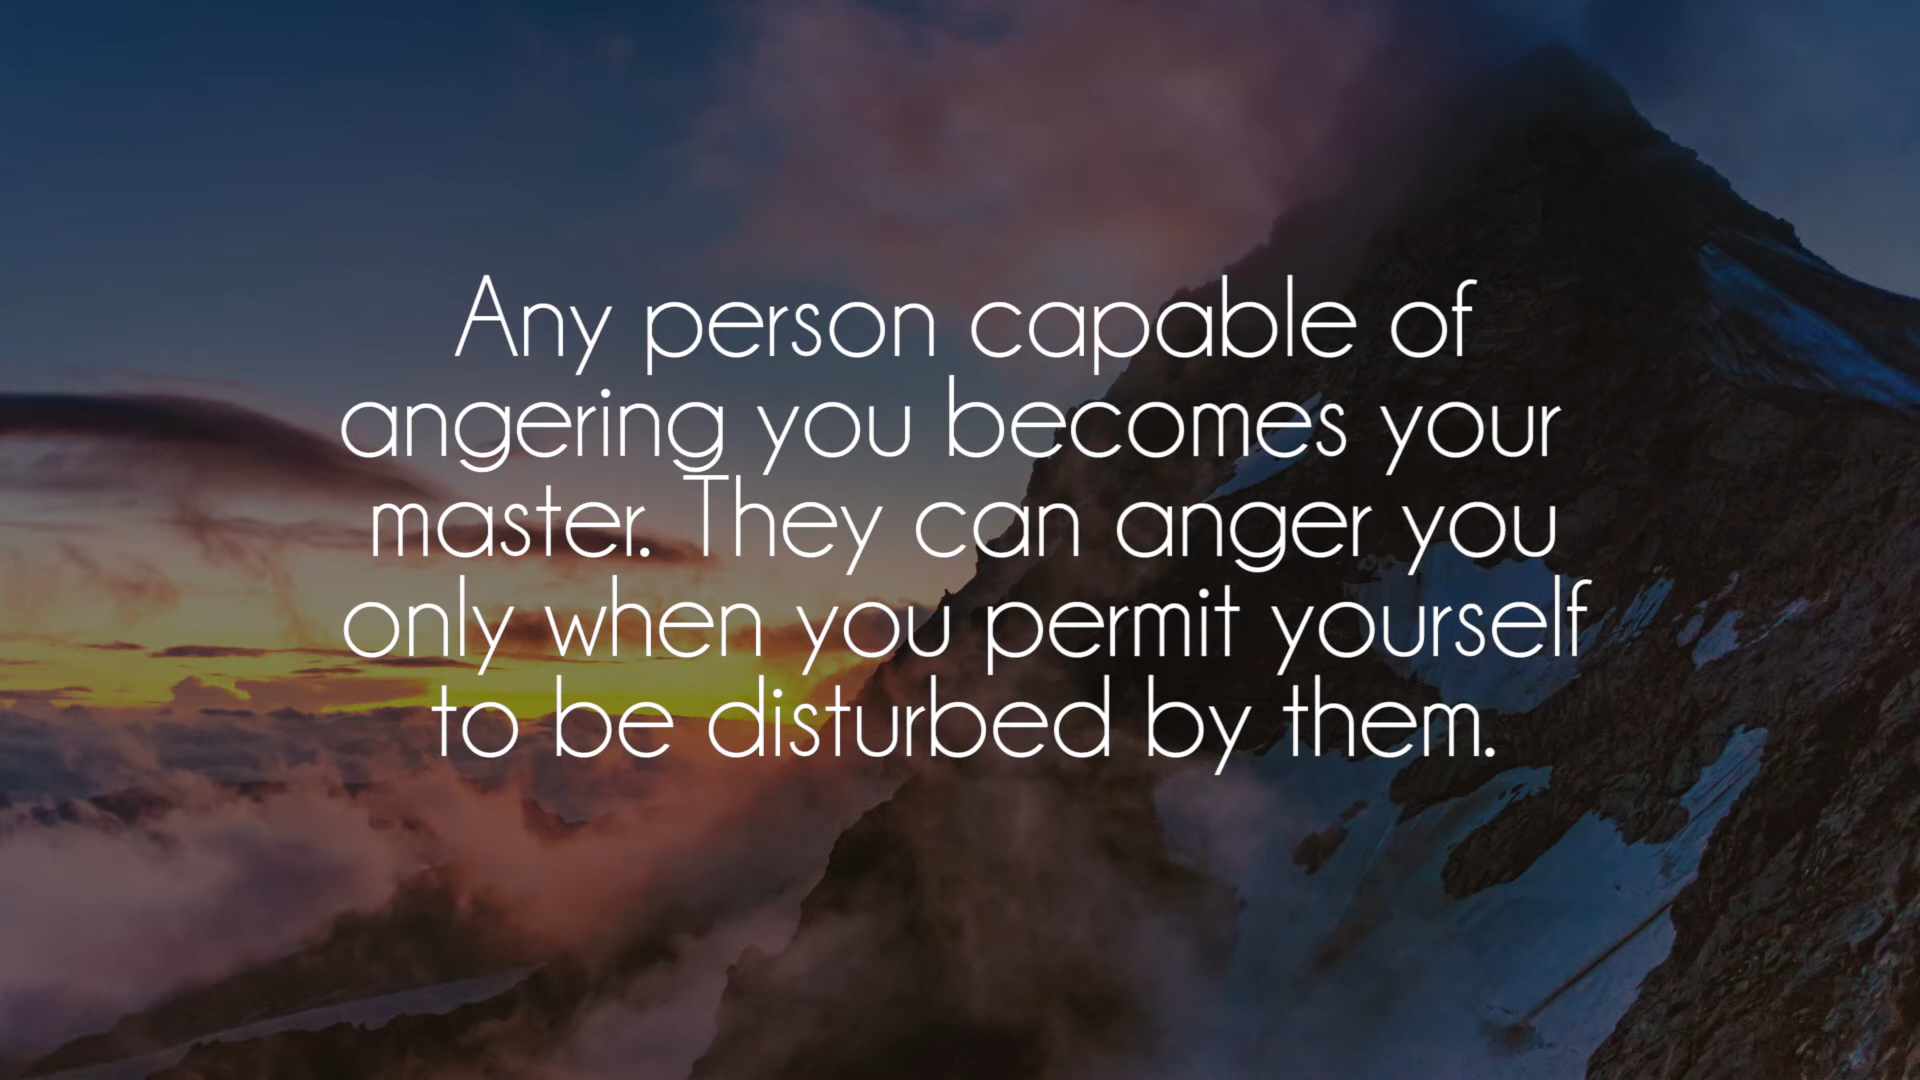 Any person capable of
angering you becomes your
master. They can anger you
only when you permit yourself
to be disturbed by them.